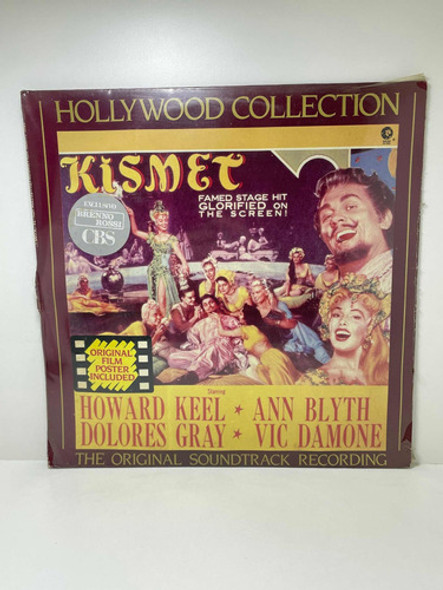 HOLLYWOOD COLLECTION
KISMET
FAMED STAGE HIT
GLORIFIED ON
THE SCREEN!
EXCLUSIVO
BRENNO
ROSSI
CBS
ORIGINAL
FILM
POSTER
INCLUDED
Starring
HOWARD KEEL ★ ANN BLYTH
DOLORES GRAY ★ VIC DAMONE
THE ORIGINAL SOUNDTRACK RECORDING